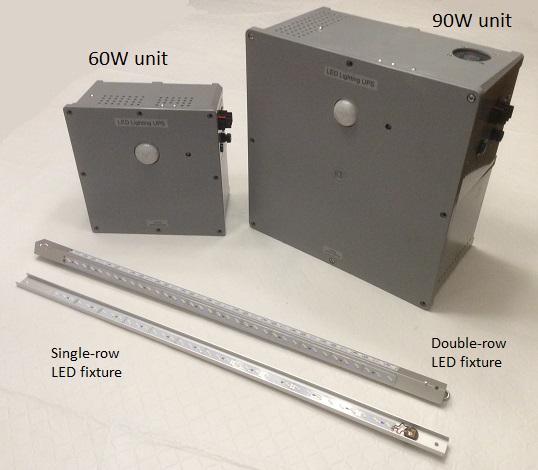 90W unit
60W unit
LED Lighting UPS
LED Lighting UPS
Double-row
LED fixture
Single-row
LED fixture